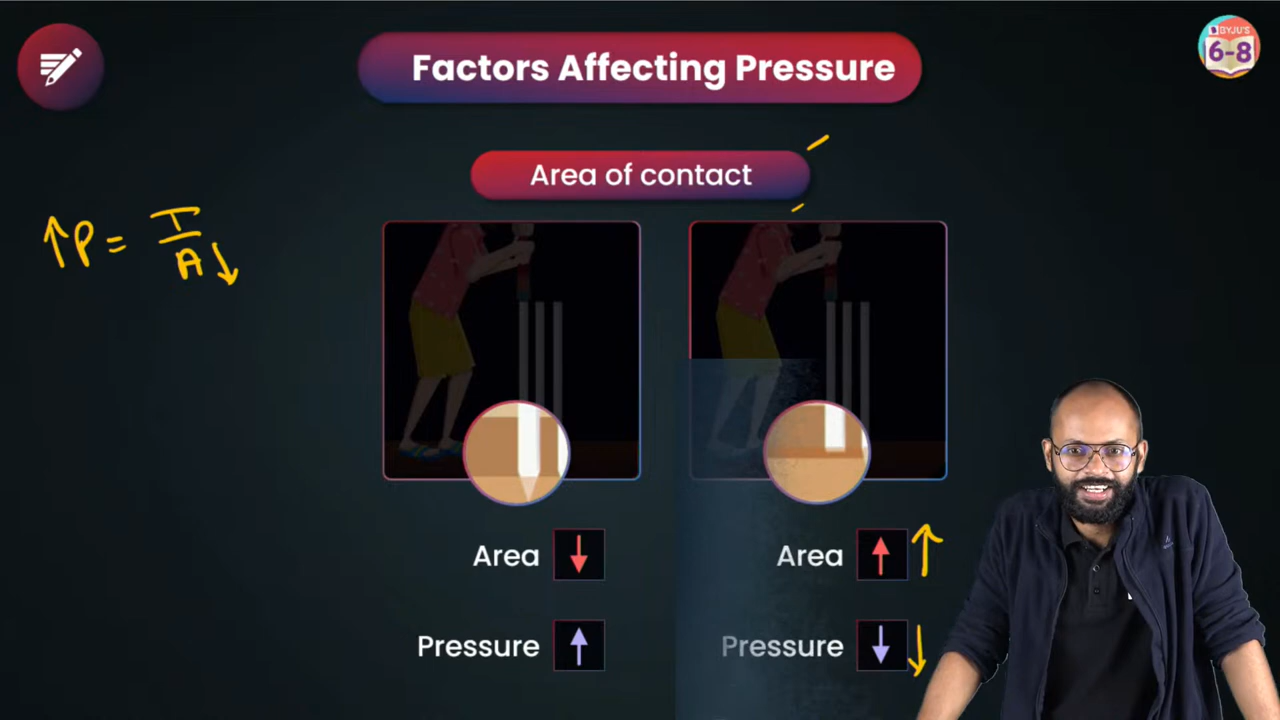 BYJU'S
6-8
Factors Affecting Pressure
Area of contact
↑P = T/A↓
Area ↓
Area ↑ ↑
Pressure ↑
Pressure ↓ ↓